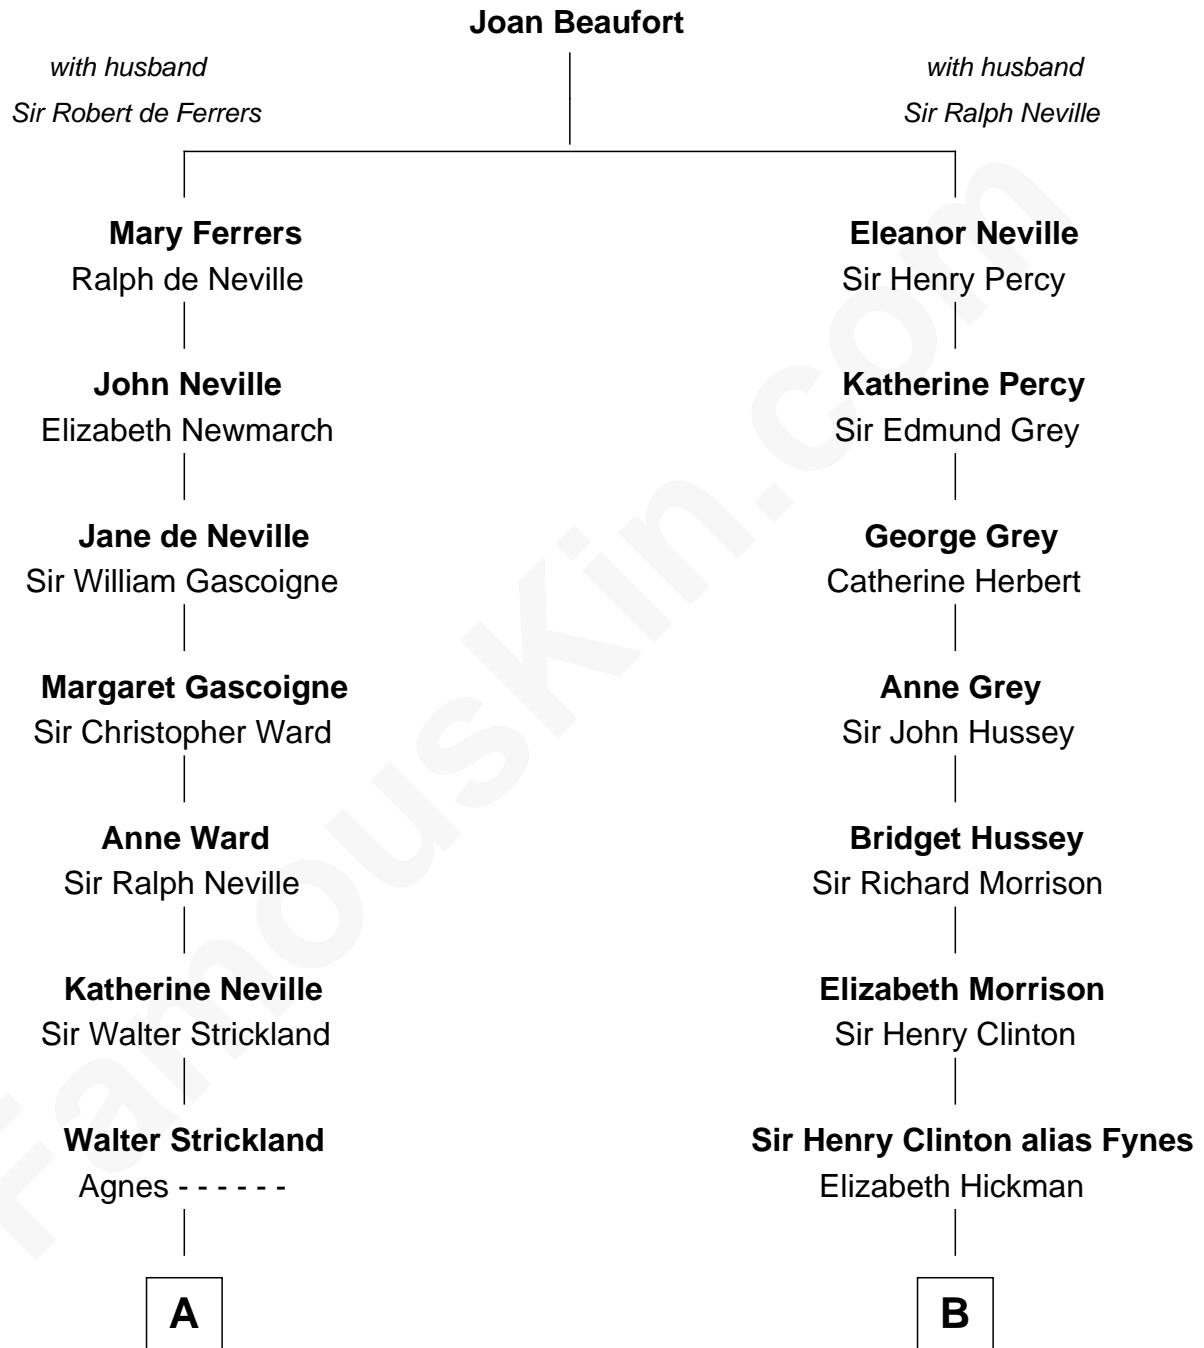 Joan Beaufort
with husband
Sir Robert de Ferrers
with husband
Sir Ralph Neville
Mary Ferrers
Ralph de Neville
Eleanor Neville
Sir Henry Percy
John Neville
Elizabeth Newmarch
Katherine Percy
Sir Edmund Grey
Jane de Neville
Sir William Gascoigne
George Grey
Catherine Herbert
Margaret Gascoigne
Sir Christopher Ward
Anne Grey
Sir John Hussey
Anne Ward
Sir Ralph Neville
Bridget Hussey
Sir Richard Morrison
Katherine Neville
Sir Walter Strickland
Elizabeth Morrison
Sir Henry Clinton
Walter Strickland
Agnes - - - - - -
Sir Henry Clinton alias Fynes
Elizabeth Hickman
A
B
FamousKin.com